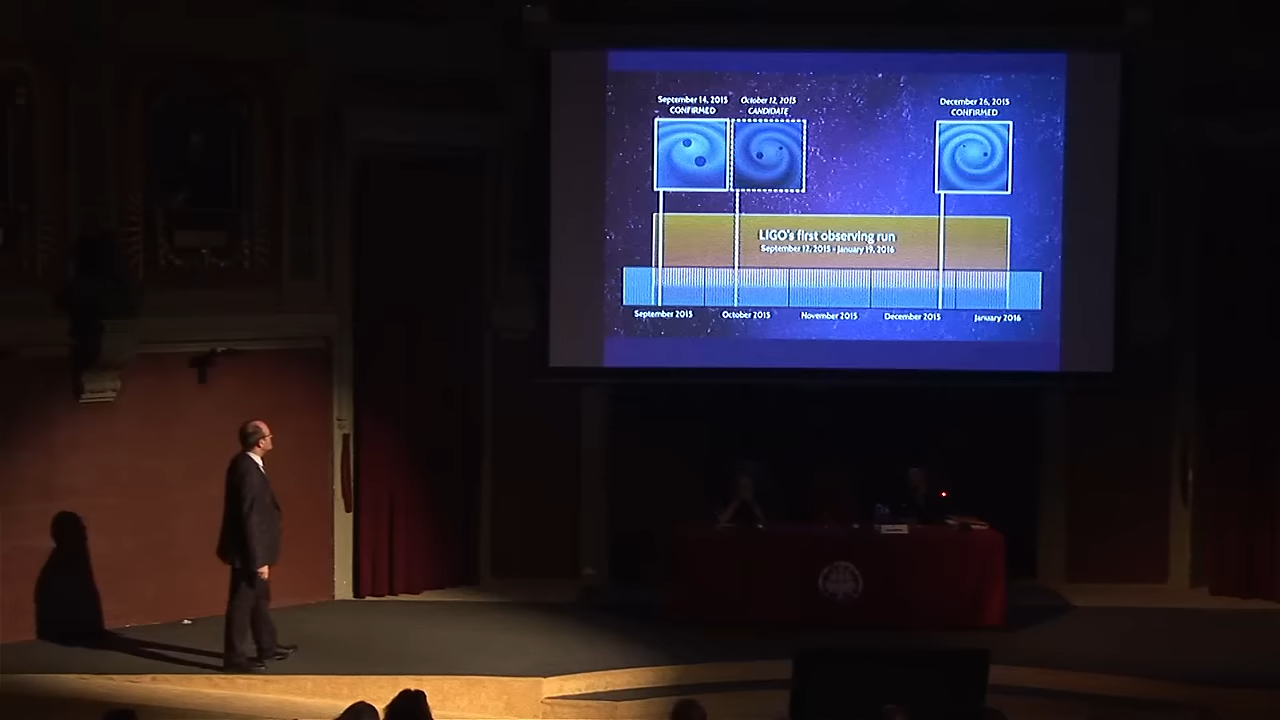 September 14, 2015
CONFIRMED
October 12, 2015
CANDIDATE
December 26, 2015
CONFIRMED
LIGO's first observing run
September 12, 2015 - January 19, 2016
September 2015
October 2015
November 2015
December 2015
January 2016